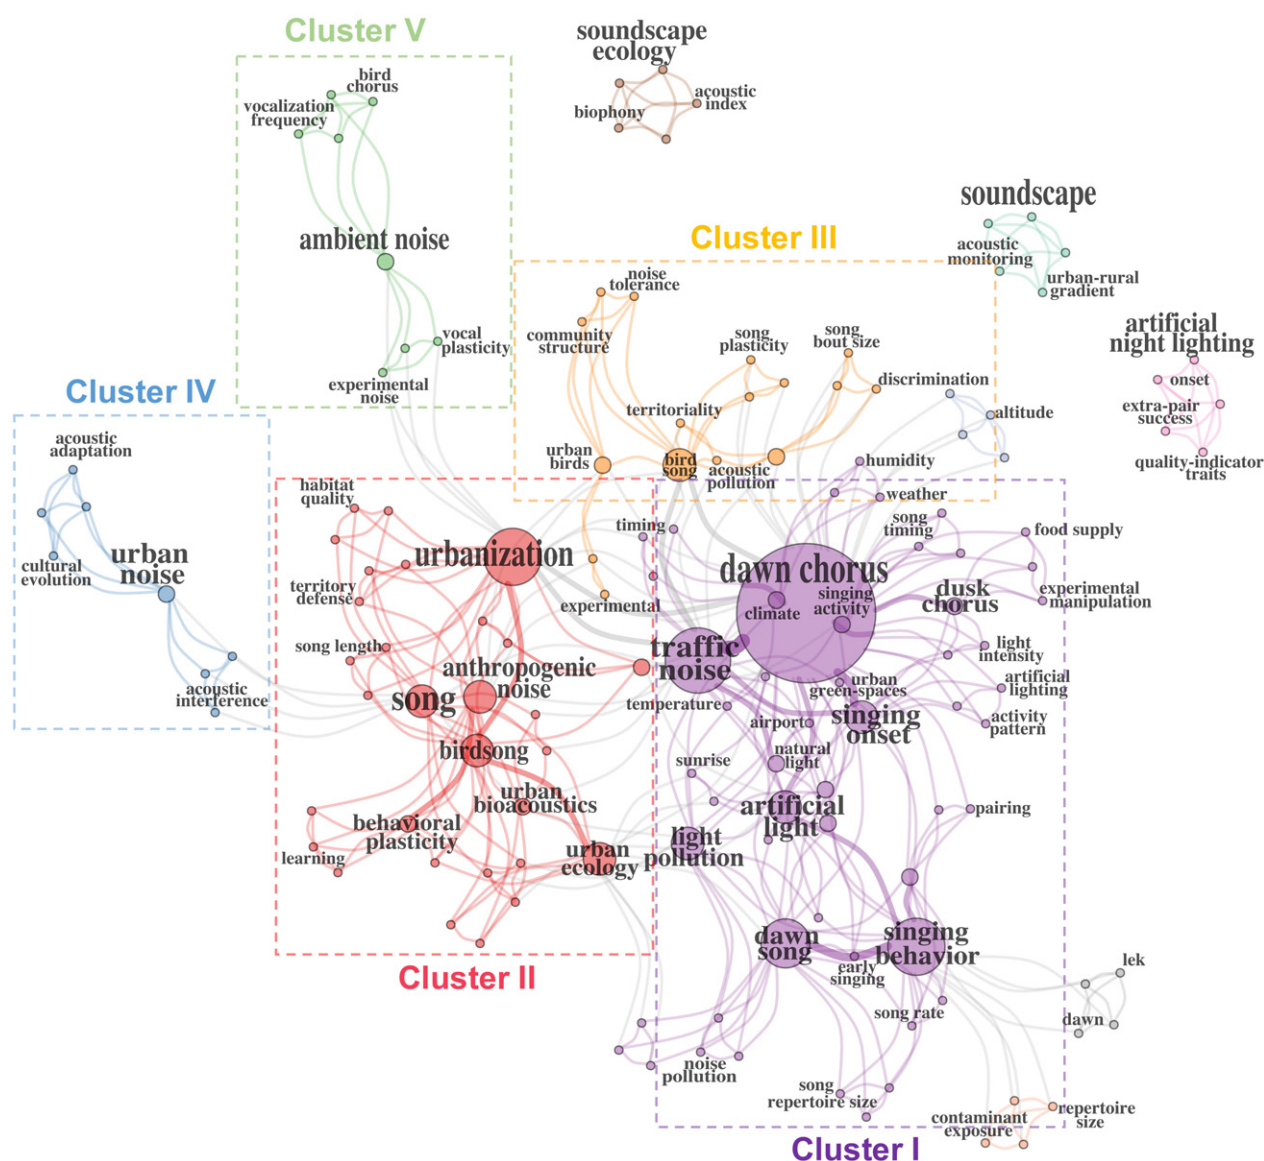 Cluster V
soundscape
ecology
bird
chorus
vocalization
frequency
biophony
acoustic
index
ambient noise
vocal
plasticity
experimental
noise
soundscape
acoustic
monitoring
urban-rural
gradient
Cluster III
noise
tolerance
community
structure
song
plasticity
song
bout size
discrimination
altitude
territoriality
urban
birds
bird
song
acoustic
pollution
experimental
artificial
night lighting
onset
extra-pair
success
quality-indicator
traits
Cluster IV
acoustic
adaptation
cultural
evolution
urban
noise
acoustic
interference
habitat
quality
urbanization
territory
defense
song length
anthropogenic
noise
song
birdsong
urban
bioacoustics
behavioral
plasticity
learning
urban
ecology
Cluster II
humidity
weather
timing
song
timing
food supply
dawn chorus
climate
singing
activity
dusk
chorus
experimental
manipulation
traffic
noise
light
intensity
urban
green-spaces
artificial
lighting
temperature
airport
singing
onset
activity
pattern
sunrise
natural
light
artificial
light
pairing
light
pollution
dawn
song
singing
behavior
early
singing
lek
song rate
dawn
noise
pollution
song
repertoire size
contaminant
exposure
repertoire
size
Cluster I